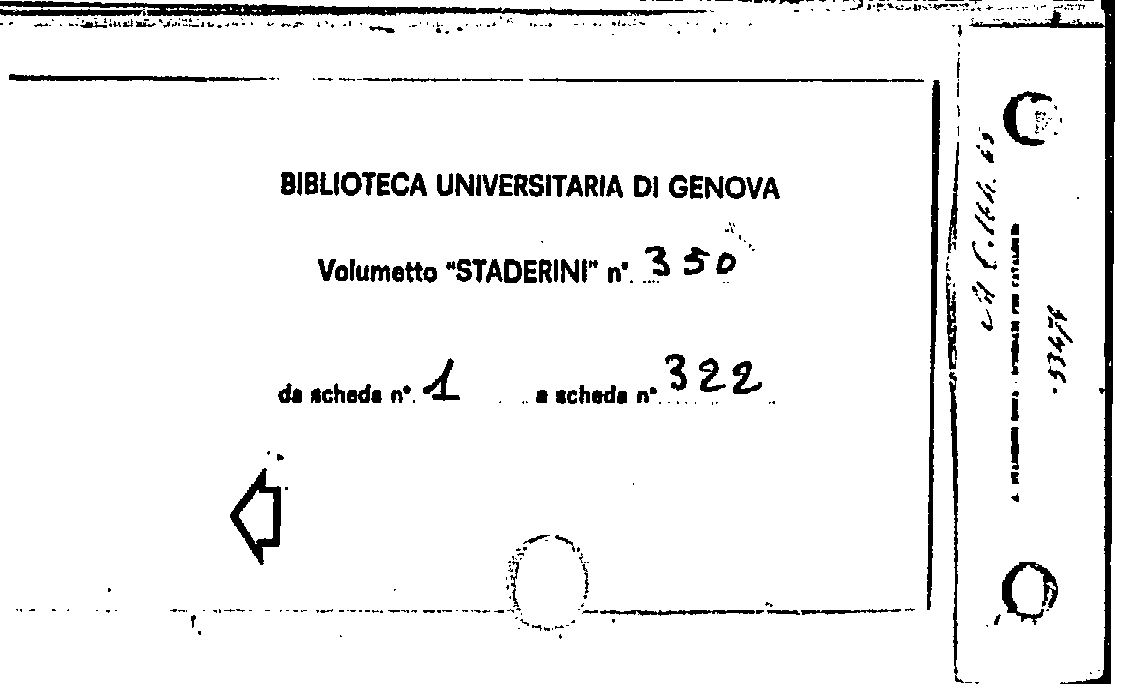 BIBLIOTECA UNIVERSITARIA DI GENOVA
Volumetto "STADERINI" n°. 350
da scheda n°. 1 a scheda n°. 322